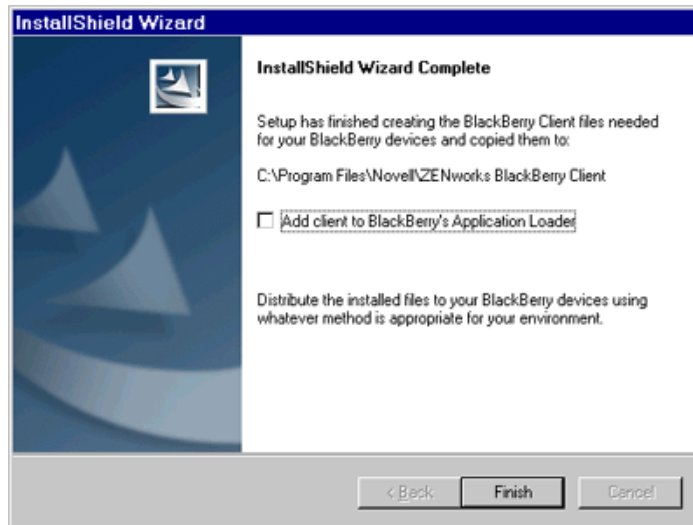 InstallShield Wizard
InstallShield Wizard Complete
Setup has finished creating the BlackBerry Client files needed
for your BlackBerry devices and copied them to:
C:\Program Files\Novell\ZENworks BlackBerry Client
Add client to BlackBerry's Application Loader
Distribute the installed files to your BlackBerry devices using
whatever method is appropriate for your environment.
< Back Finish Cancel